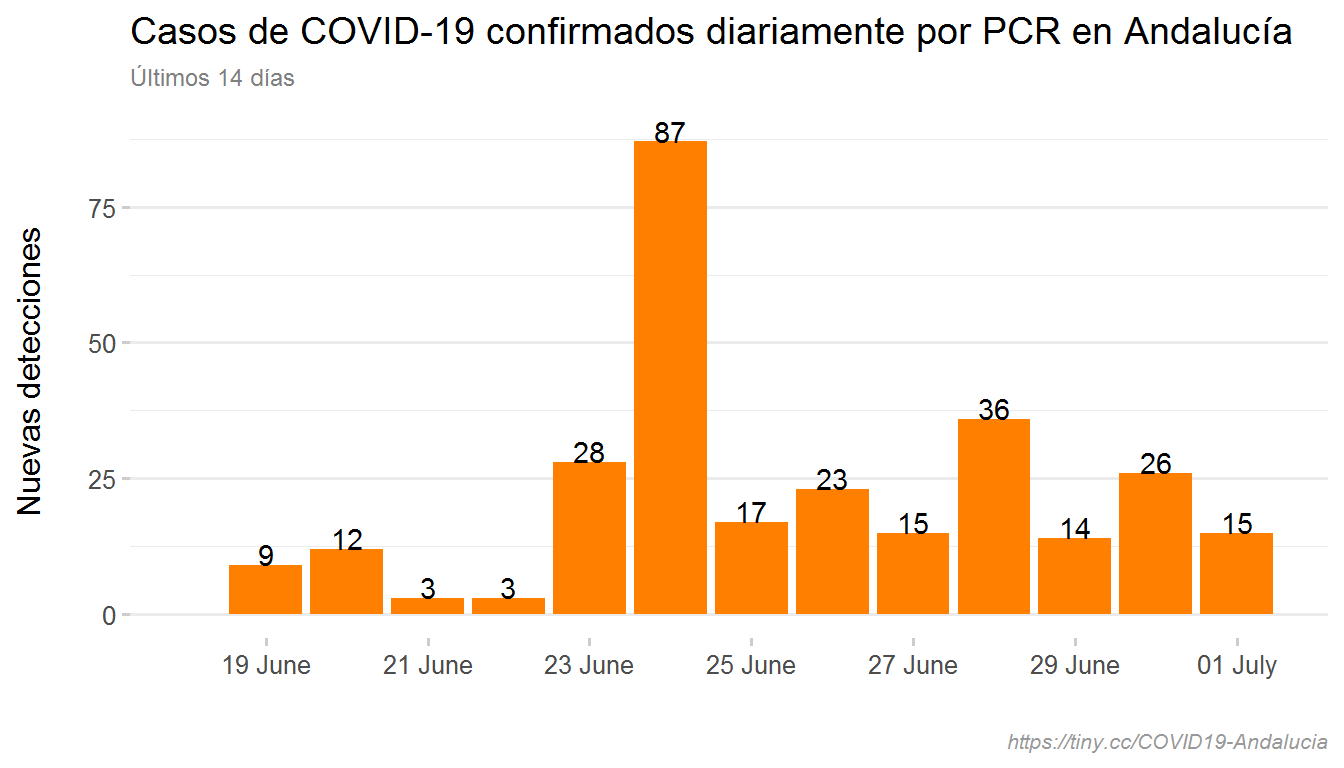 Casos de COVID-19 confirmados diariamente por PCR en Andalucía
Últimos 14 días
Nuevas detecciones
75
50
25
0
9
12
3
3
28
87
17
23
15
36
14
26
15
19 June
21 June
23 June
25 June
27 June
29 June
01 July
https://tiny.cc/COVID19-Andalucia